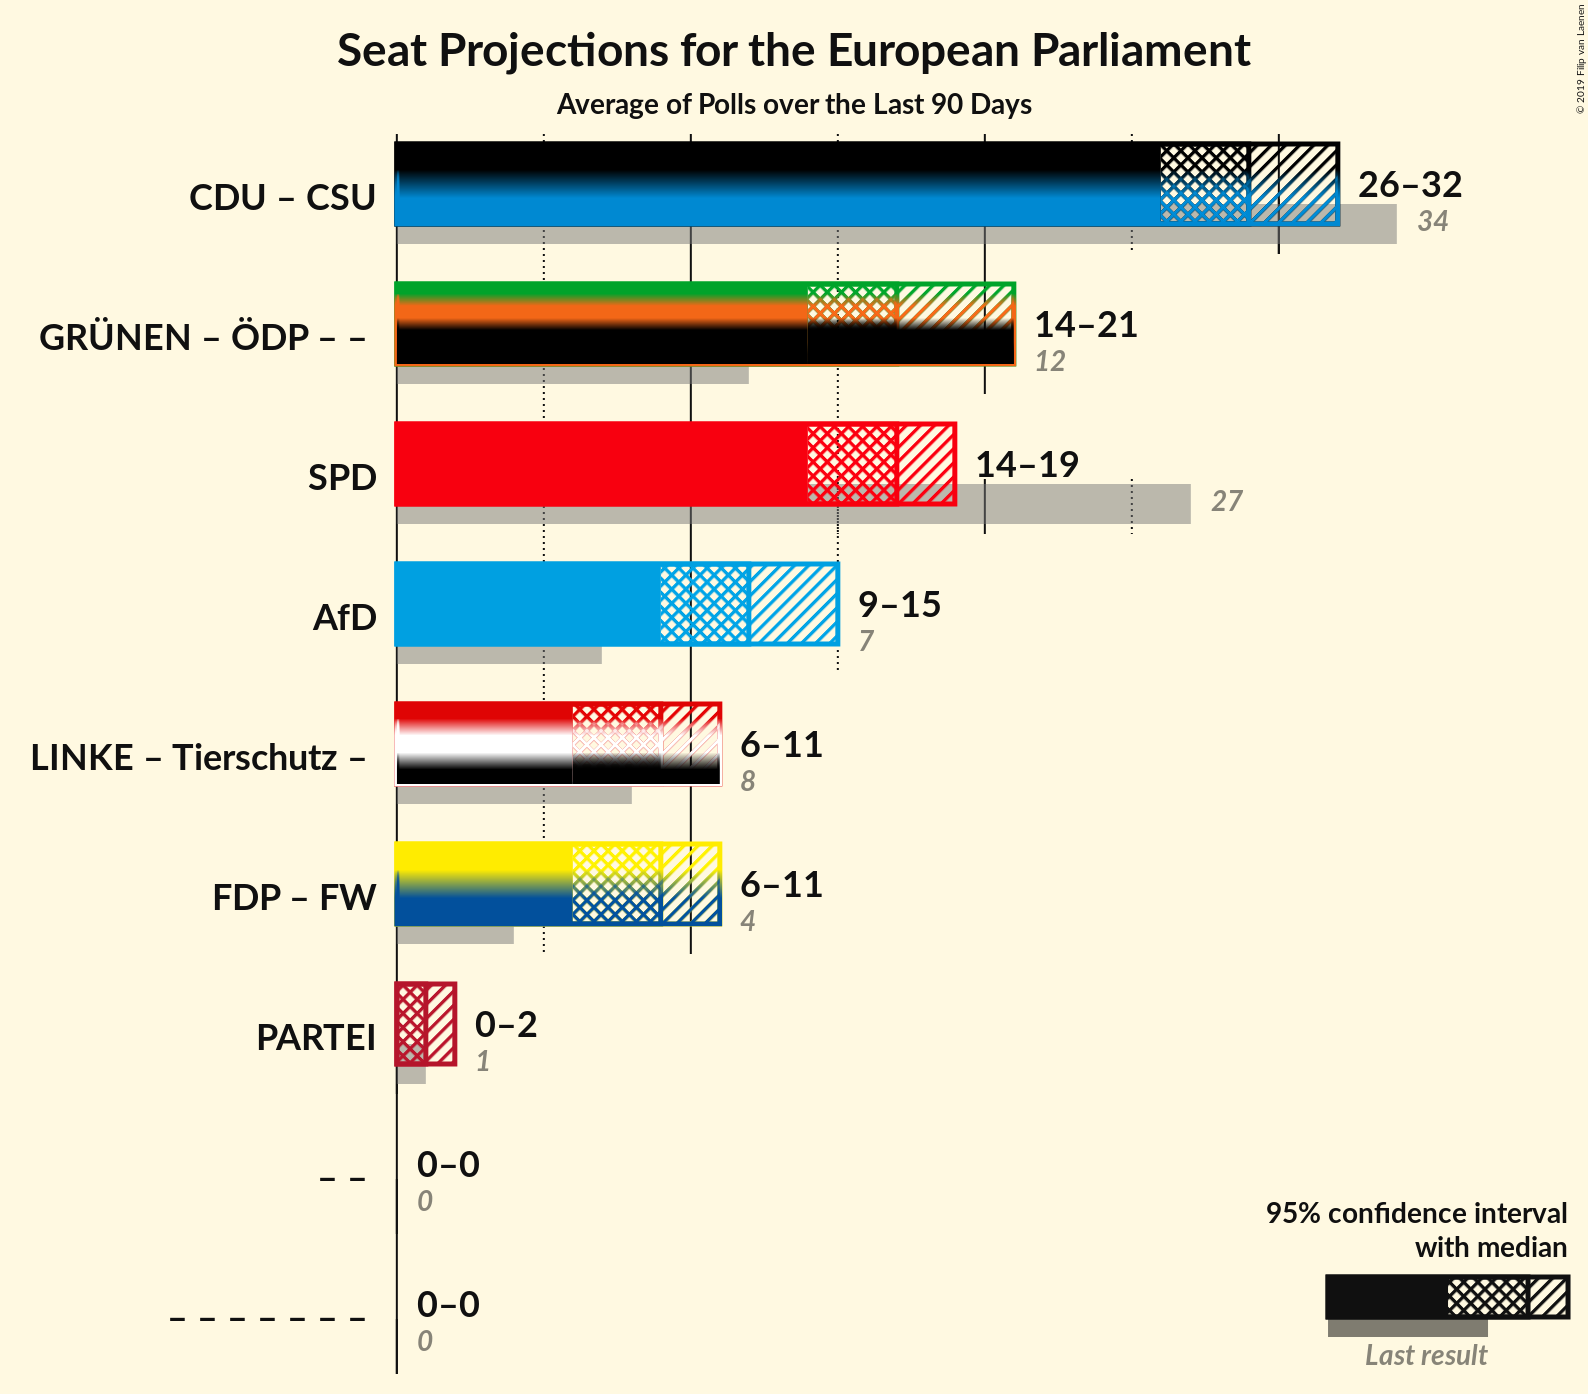 Seat Projections for the European Parliament
Average of Polls over the Last 90 Days
© 2019 Filip van Laenen
CDU – CSU
26–32
34
GRÜNEN – ÖDP – –
14–21
12
SPD
14–19
27
AfD
9–15
7
LINKE – Tierschutz –
6–11
8
FDP – FW
6–11
4
PARTEI
0–2
1
– –
0–0
0
– – – – – – –
0–0
0
95% confidence interval
with median
Last result